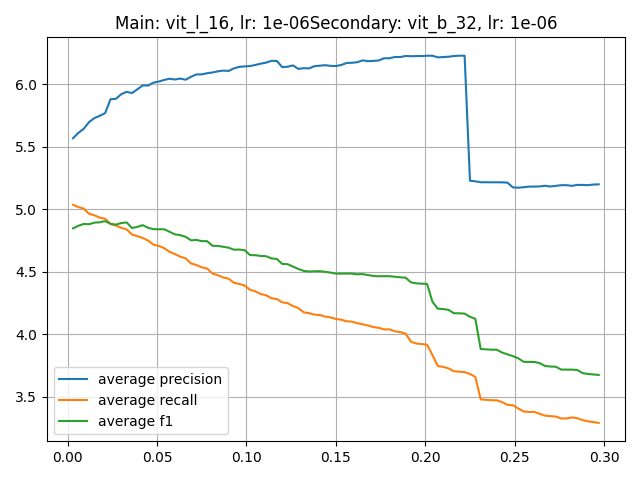 Main: vit_l_16, lr: 1e-06Secondary: vit_b_32, lr: 1e-06
6.0
5.5
5.0
4.5
4.0
3.5
average precision
average recall
average f1
0.00 0.05 0.10 0.15 0.20 0.25 0.30